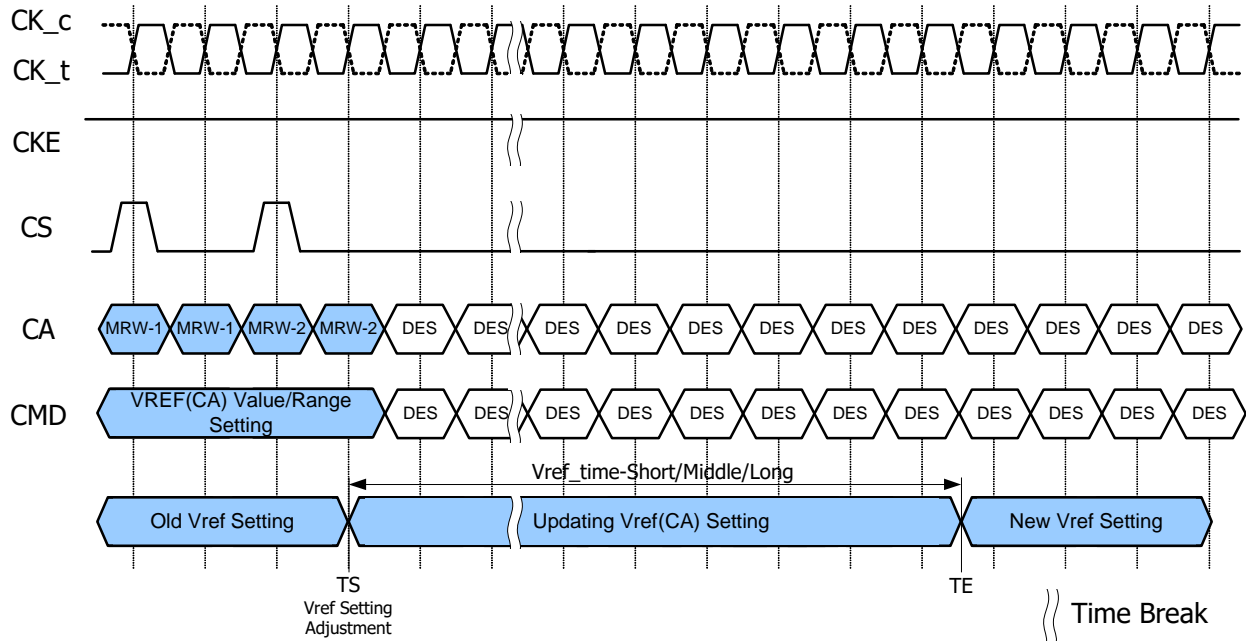 CK_c
CK_t
CKE
CS
CA
MRW-1 MRW-1 MRW-2 MRW-2 DES DES DES DES DES DES DES DES DES DES DES DES
CMD
VREF(CA) Value/Range
Setting
DES DES DES DES DES DES DES DES DES DES DES DES
Vref_time-Short/Middle/Long
Old Vref Setting Updating Vref(CA) Setting New Vref Setting
TS TE
Vref Setting
Adjustment
Time Break